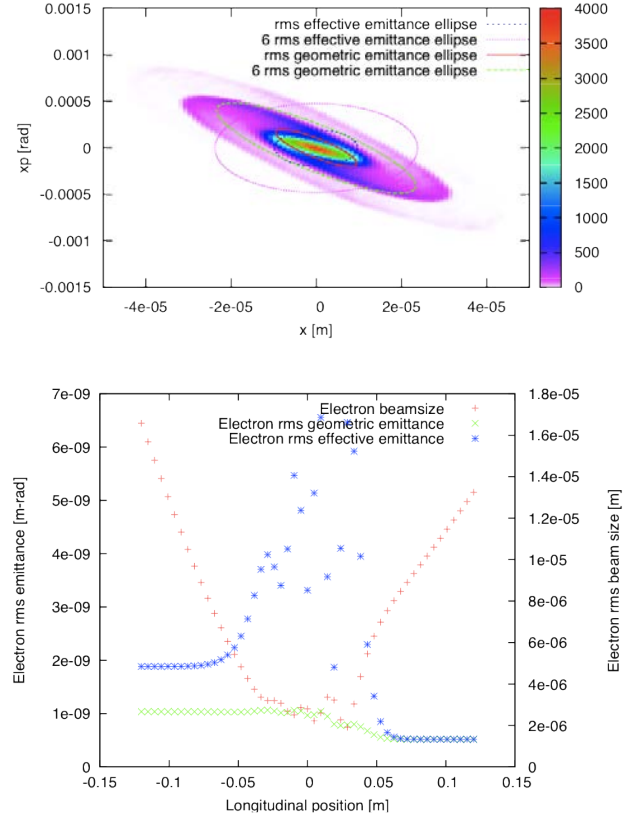 0.0015
rms effective emittance ellipse
6 rms effective emittance ellipse
rms geometric emittance ellipse
6 rms geometric emittance ellipse
0.001
0.0005
0
-0.0005
-0.001
-0.0015
xp [rad]
-4e-05 -2e-05 0 2e-05 4e-05
x [m]
4000
3500
3000
2500
2000
1500
1000
500
0
7e-09
6e-09
5e-09
4e-09
3e-09
2e-09
1e-09
0
Electron rms emittance [m-rad]
Electron beamsize
Electron rms geometric emittance
Electron rms effective emittance
1.8e-05
1.6e-05
1.4e-05
1.2e-05
1e-05
8e-06
6e-06
4e-06
2e-06
0
Electron rms beam size [m]
-0.15 -0.1 -0.05 0 0.05 0.1 0.15
Longitudinal position [m]